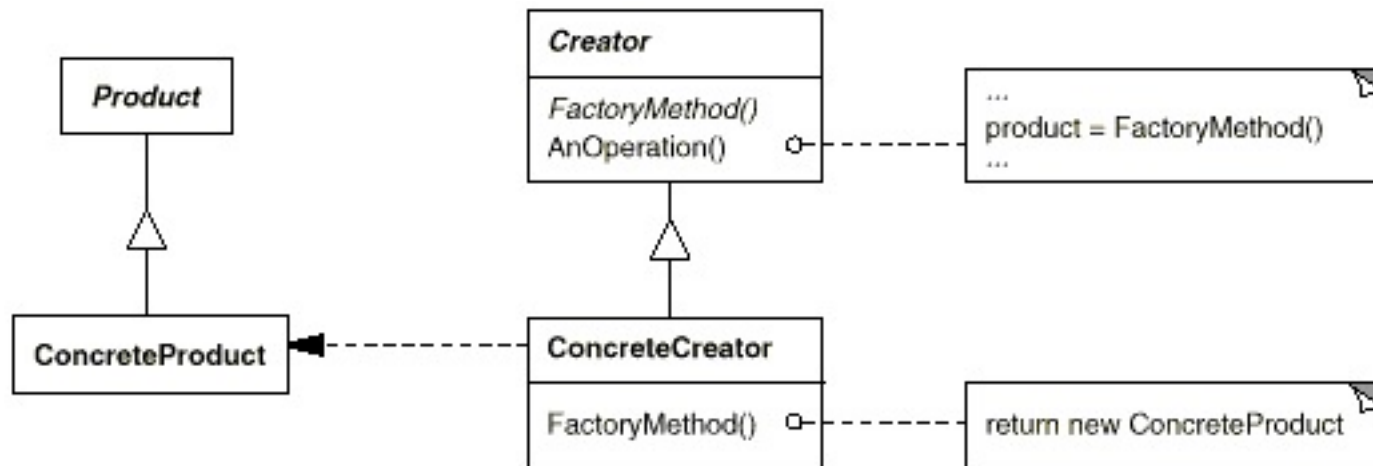 Creator
Product
FactoryMethod()
AnOperation()
...
product = FactoryMethod()
...
ConcreteProduct
ConcreteCreator
FactoryMethod()
return new ConcreteProduct